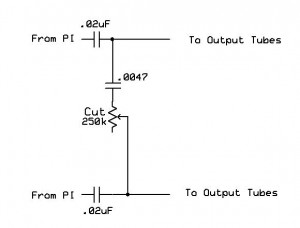 .02uF
From PI
To Output Tubes
.0047
Cut
250k
From PI
To Output Tubes
.02uF